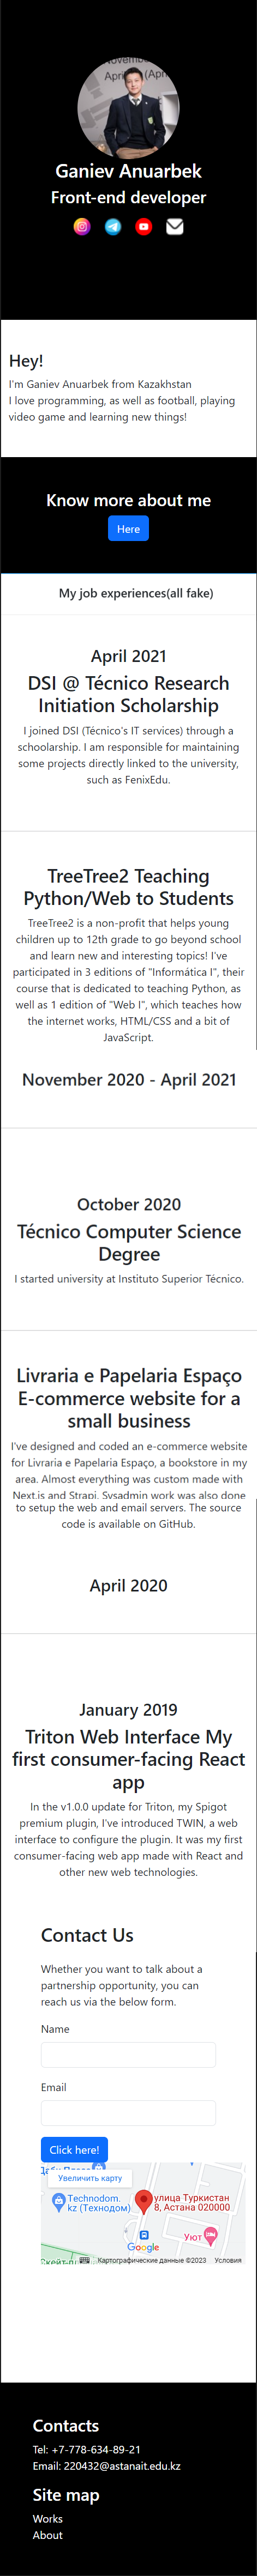 Ganiev Anuarbek
Front-end developer
Hey!
I'm Ganiev Anuarbek from Kazakhstan
I love programming, as well as football, playing
video game and learning new things!
Know more about me
Here
My job experiences(all fake)
April 2021
DSI @ Técnico Research
Initiation Scholarship
I joined DSI (Técnico's IT services) through a
schoolarship. I am responsible for maintaining
some projects directly linked to the university,
such as FenixEdu.
TreeTree2 Teaching
Python/Web to Students
TreeTree2 is a non-profit that helps young
children up to 12th grade to go beyond school
and learn new and interesting topics! I've
participated in 3 editions of "Informática I", their
course that is dedicated to teaching Python, as
well as 1 edition of "Web I", which teaches how
the internet works, HTML/CSS and a bit of
JavaScript.
November 2020 - April 2021
October 2020
Técnico Computer Science
Degree
I started university at Instituto Superior Técnico.
Livraria e Papelaria Espaço
E-commerce website for a
small business
I've designed and coded an e-commerce website
for Livraria e Papelaria Espaço, a bookstore in my
area. Almost everything was custom made with
Next.js and Strapi. Sysadmin work was also done
to setup the web and email servers. The source
code is available on GitHub.
April 2020
January 2019
Triton Web Interface My
first consumer-facing React
app
In the v1.0.0 update for Triton, my Spigot
premium plugin, I've introduced TWIN, a web
interface to configure the plugin. It was my first
consumer-facing web app made with React and
other new web technologies.
Contact Us
Whether you want to talk about a
partnership opportunity, you can
reach us via the below form.
Name
Email
Click here!
Увеличить карту
Technodom.
kz (Технодом)
улица Туркистан
8, Астана 020000
Уют
Google
Картографические данные ©2023 Условия
Contacts
Tel: +7-778-634-89-21
Email: 220432@astanait.edu.kz
Site map
Works
About